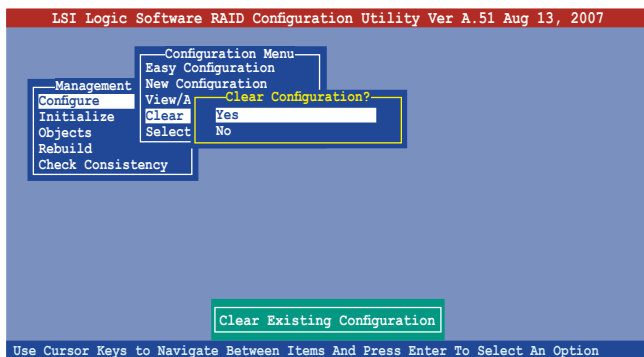 LSI Logic Software RAID Configuration Utility Ver A.51 Aug 13, 2007
Configuration Menu
Easy Configuration
New Configuration
View/A
Clear
Select
Management
Configure
Initialize
Objects
Rebuild
Check Consistency
Clear Configuration?
Yes
No
Clear Existing Configuration
Use Cursor Keys to Navigate Between Items And Press Enter To Select An Option